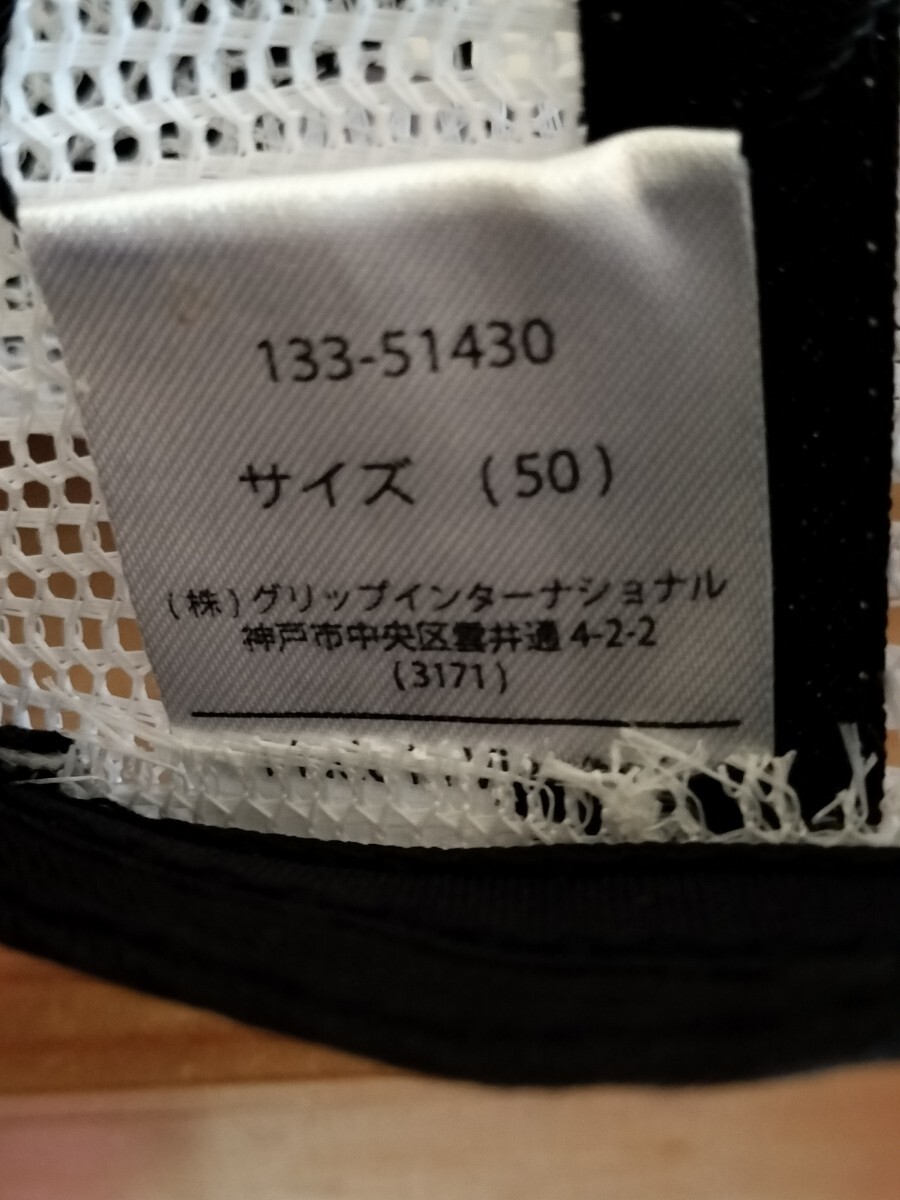 133-51430
サイズ (50)
(株)グリップインターナショナル
神戸市中央区雲井通4-2-2
(3171)